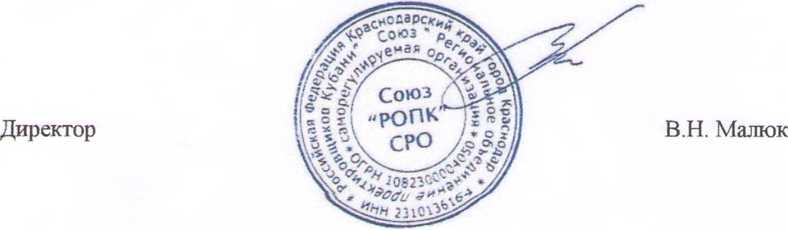 Директор
В.Н. Малюк
Российская Федерация Краснодарский край город Краснодар
Союз " Региональное объединение проектировщиков Кубани"
саморегулируемая организация
* ОГРН 1082300004050 *
* ИНН 2310136164 *
Союз
“РОПК”
СРО